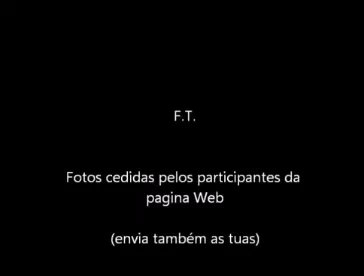 F.T.
Fotos cedidas pelos participantes da
pagina Web
(envia também as tuas)